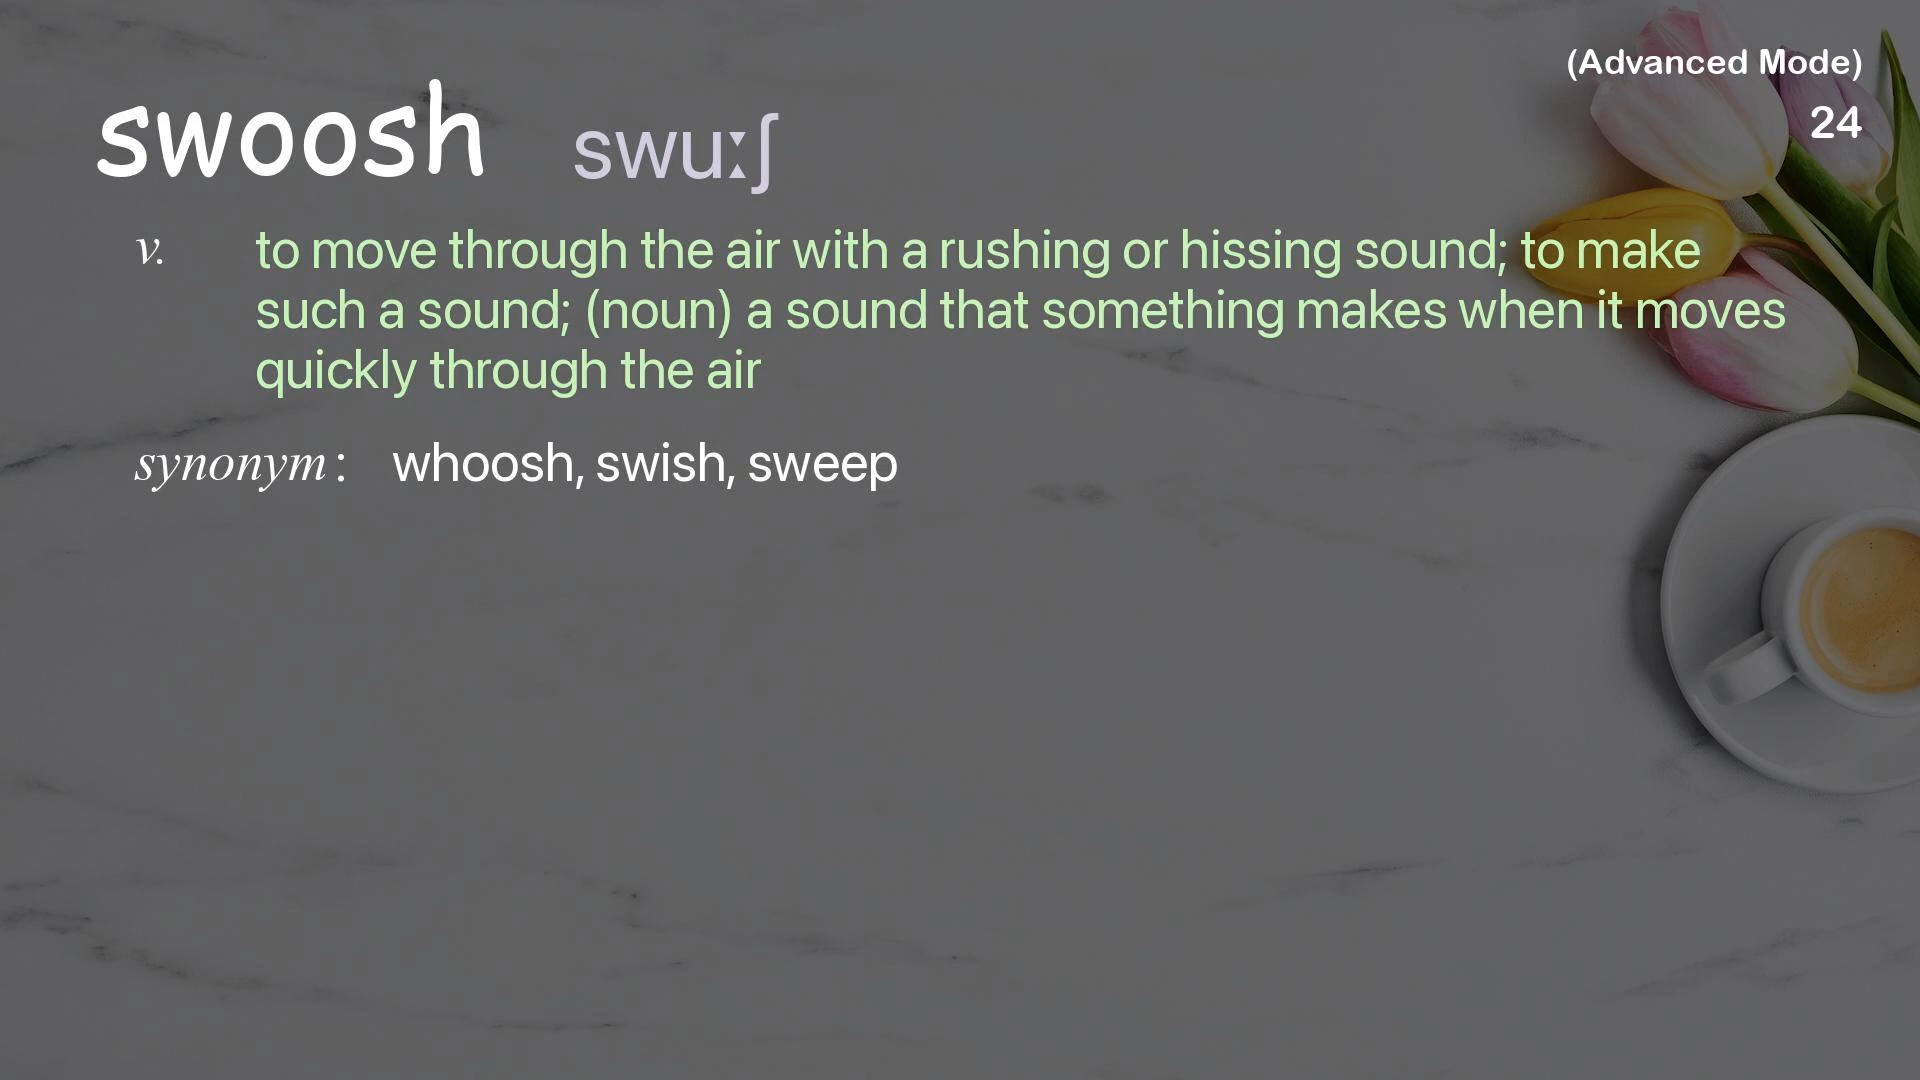 (Advanced Mode)
24
swoosh swuːʃ
v. to move through the air with a rushing or hissing sound; to make
such a sound; (noun) a sound that something makes when it moves
quickly through the air
synonym : whoosh, swish, sweep